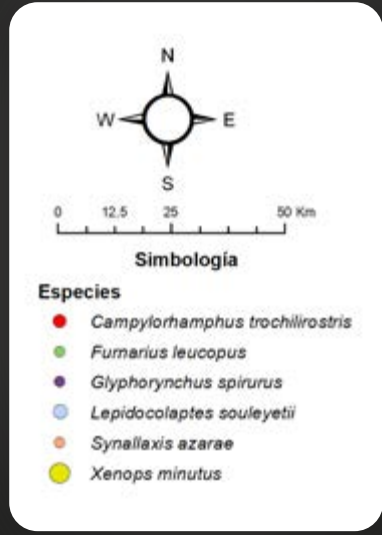 N
W E
S
0 12.5 25 50 Km
Simbología
Especies
Campylorhamphus trochilirostris
Furnarius leucopus
Glyphorynchus spirurus
Lepidocolaptes souleyetii
Synallaxis azarae
Xenops minutus